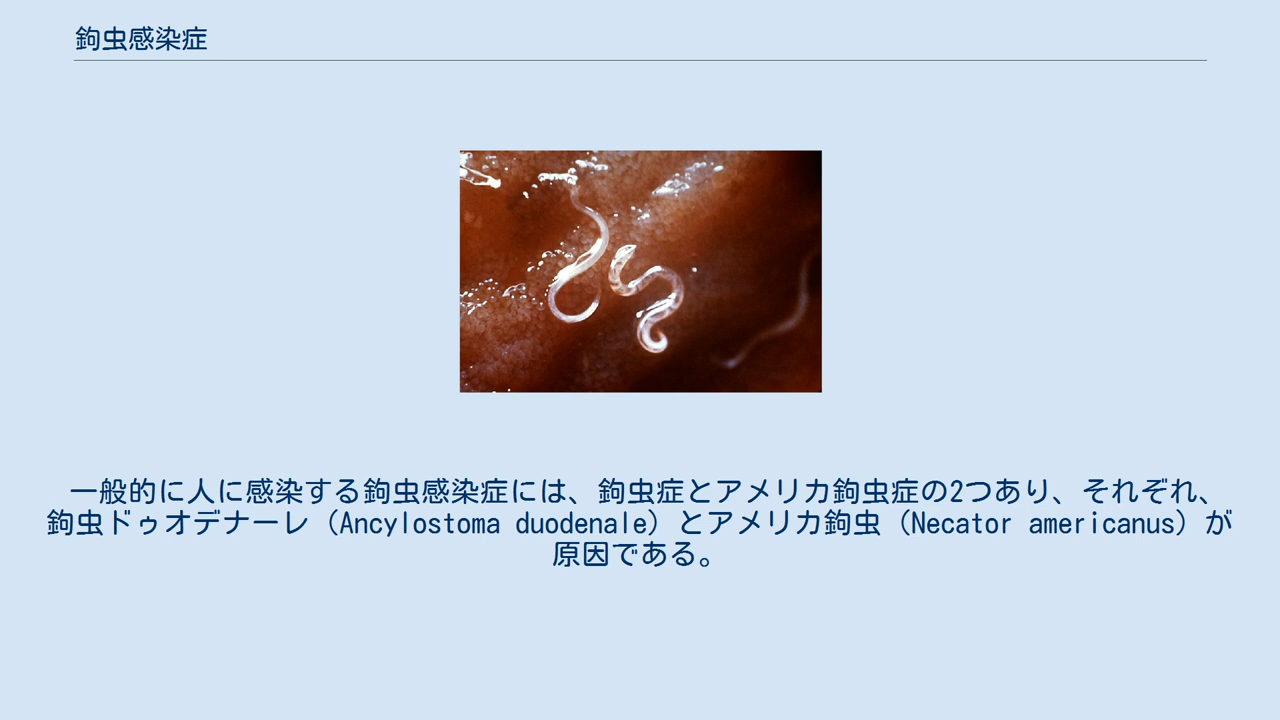 鉤虫感染症
一般的に人に感染する鉤虫感染症には、鉤虫症とアメリカ鉤虫症の2つあり、それぞれ、
鉤虫ドゥオデナーレ（Ancylostoma duodenale）とアメリカ鉤虫（Necator americanus）が
原因である。